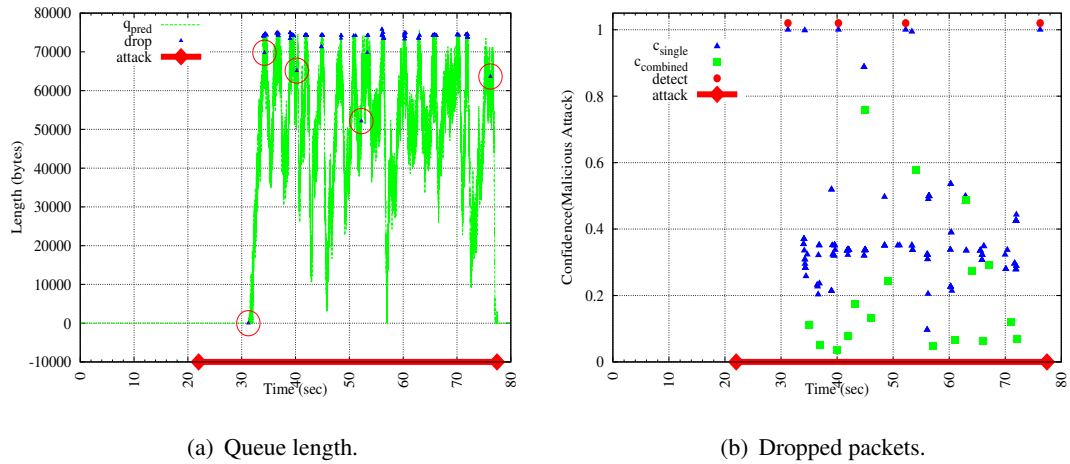 80000
70000
60000
50000
40000
30000
20000
10000
0
-10000
0
10
20
30
40
50
60
70
80
Length (bytes)
Time (sec)
q_pred
drop
attack
(a) Queue length.
1
0.8
0.6
0.4
0.2
0
0
10
20
30
40
50
60
70
80
Confidence(Malicious Attack)
Time (sec)
c_single
c_combined
detect
attack
(b) Dropped packets.